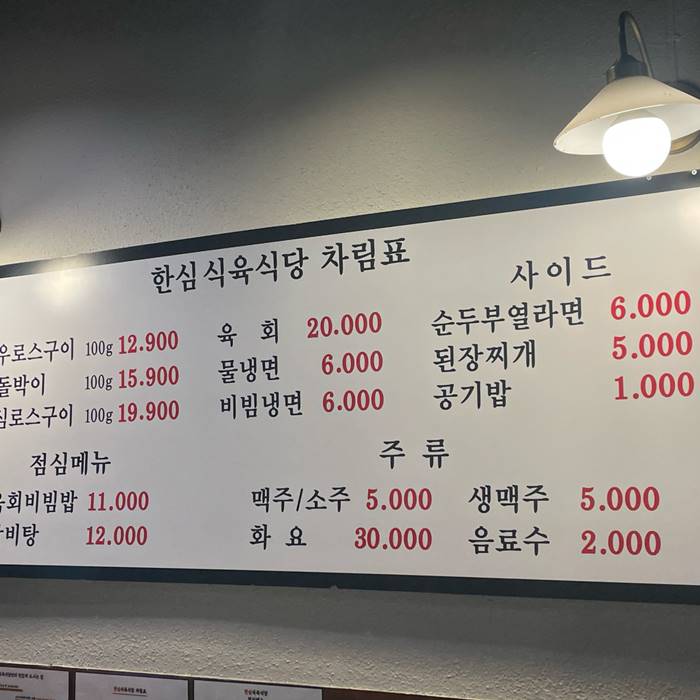 한심식육식당 차림표
우로스구이 100g 12.900
돌박이 100g 15.900
심로스구이 100g 19.900
육 회 20.000
물냉면 6.000
비빔냉면 6.000
사이드
순두부열라면 6.000
된장찌개 5.000
공기밥 1.000
점심메뉴
육회비빔밥 11.000
비탕 12.000
주 류
맥주/소주 5.000
화 요 30.000
생맥주 5.000
음료수 2.000